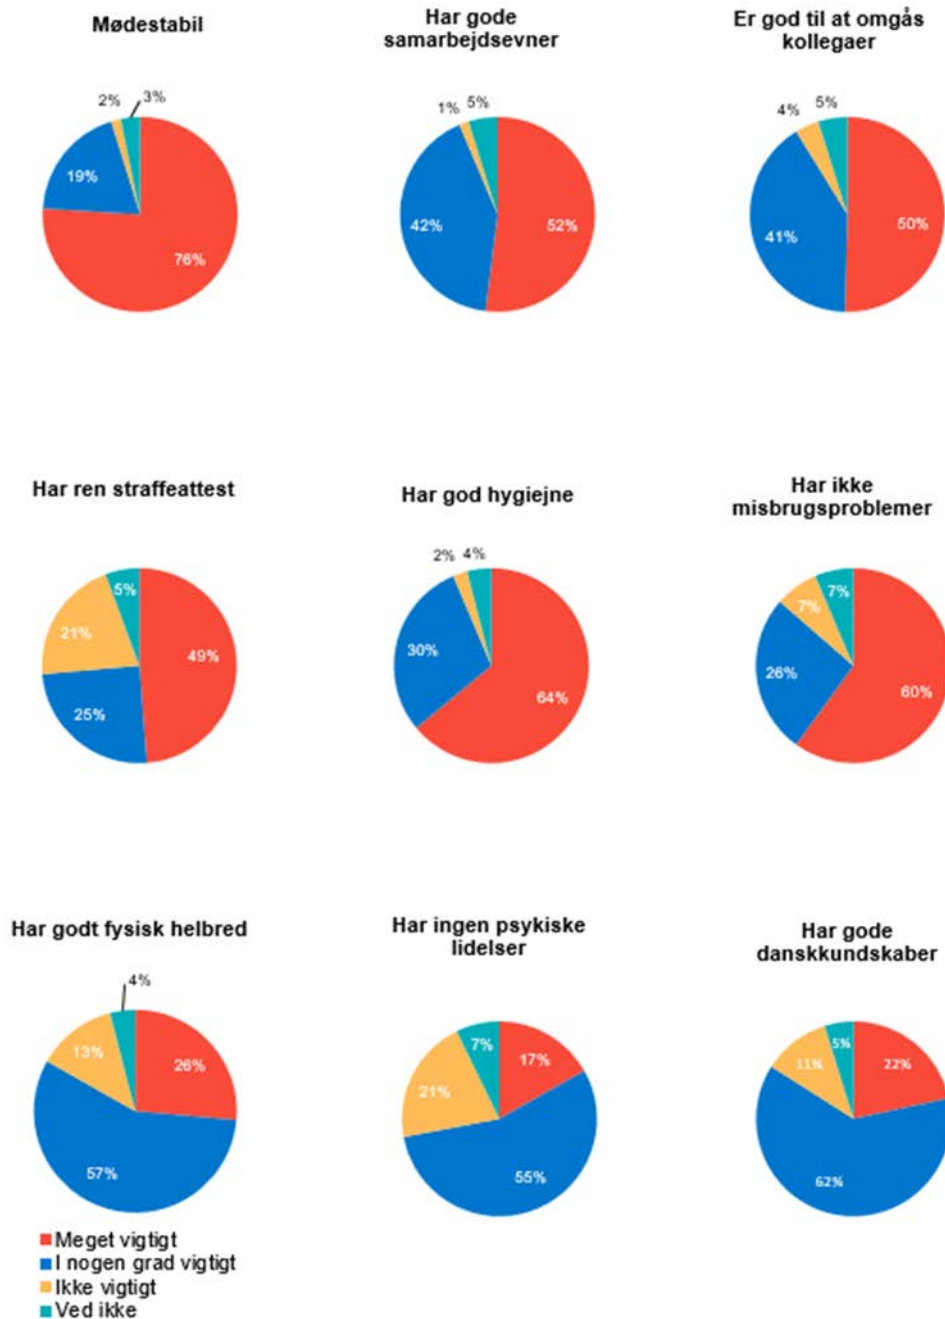 Mødestabil
2%
3%
19%
76%
Har gode
samarbejdsevner
1%
5%
42%
52%
Er god til at omgås
kollegaer
4%
5%
41%
50%
Har ren straffeattest
5%
21%
49%
25%
Har god hygiejne
2%
4%
30%
64%
Har ikke
misbrugsproblemer
7%
7%
26%
60%
Har godt fysisk helbred
4%
13%
26%
57%
Har ingen psykiske
lidelser
7%
17%
21%
55%
Har gode
danskkundskaber
5%
11%
22%
62%
Meget vigtigt
I nogen grad vigtigt
Ikke vigtigt
Ved ikke